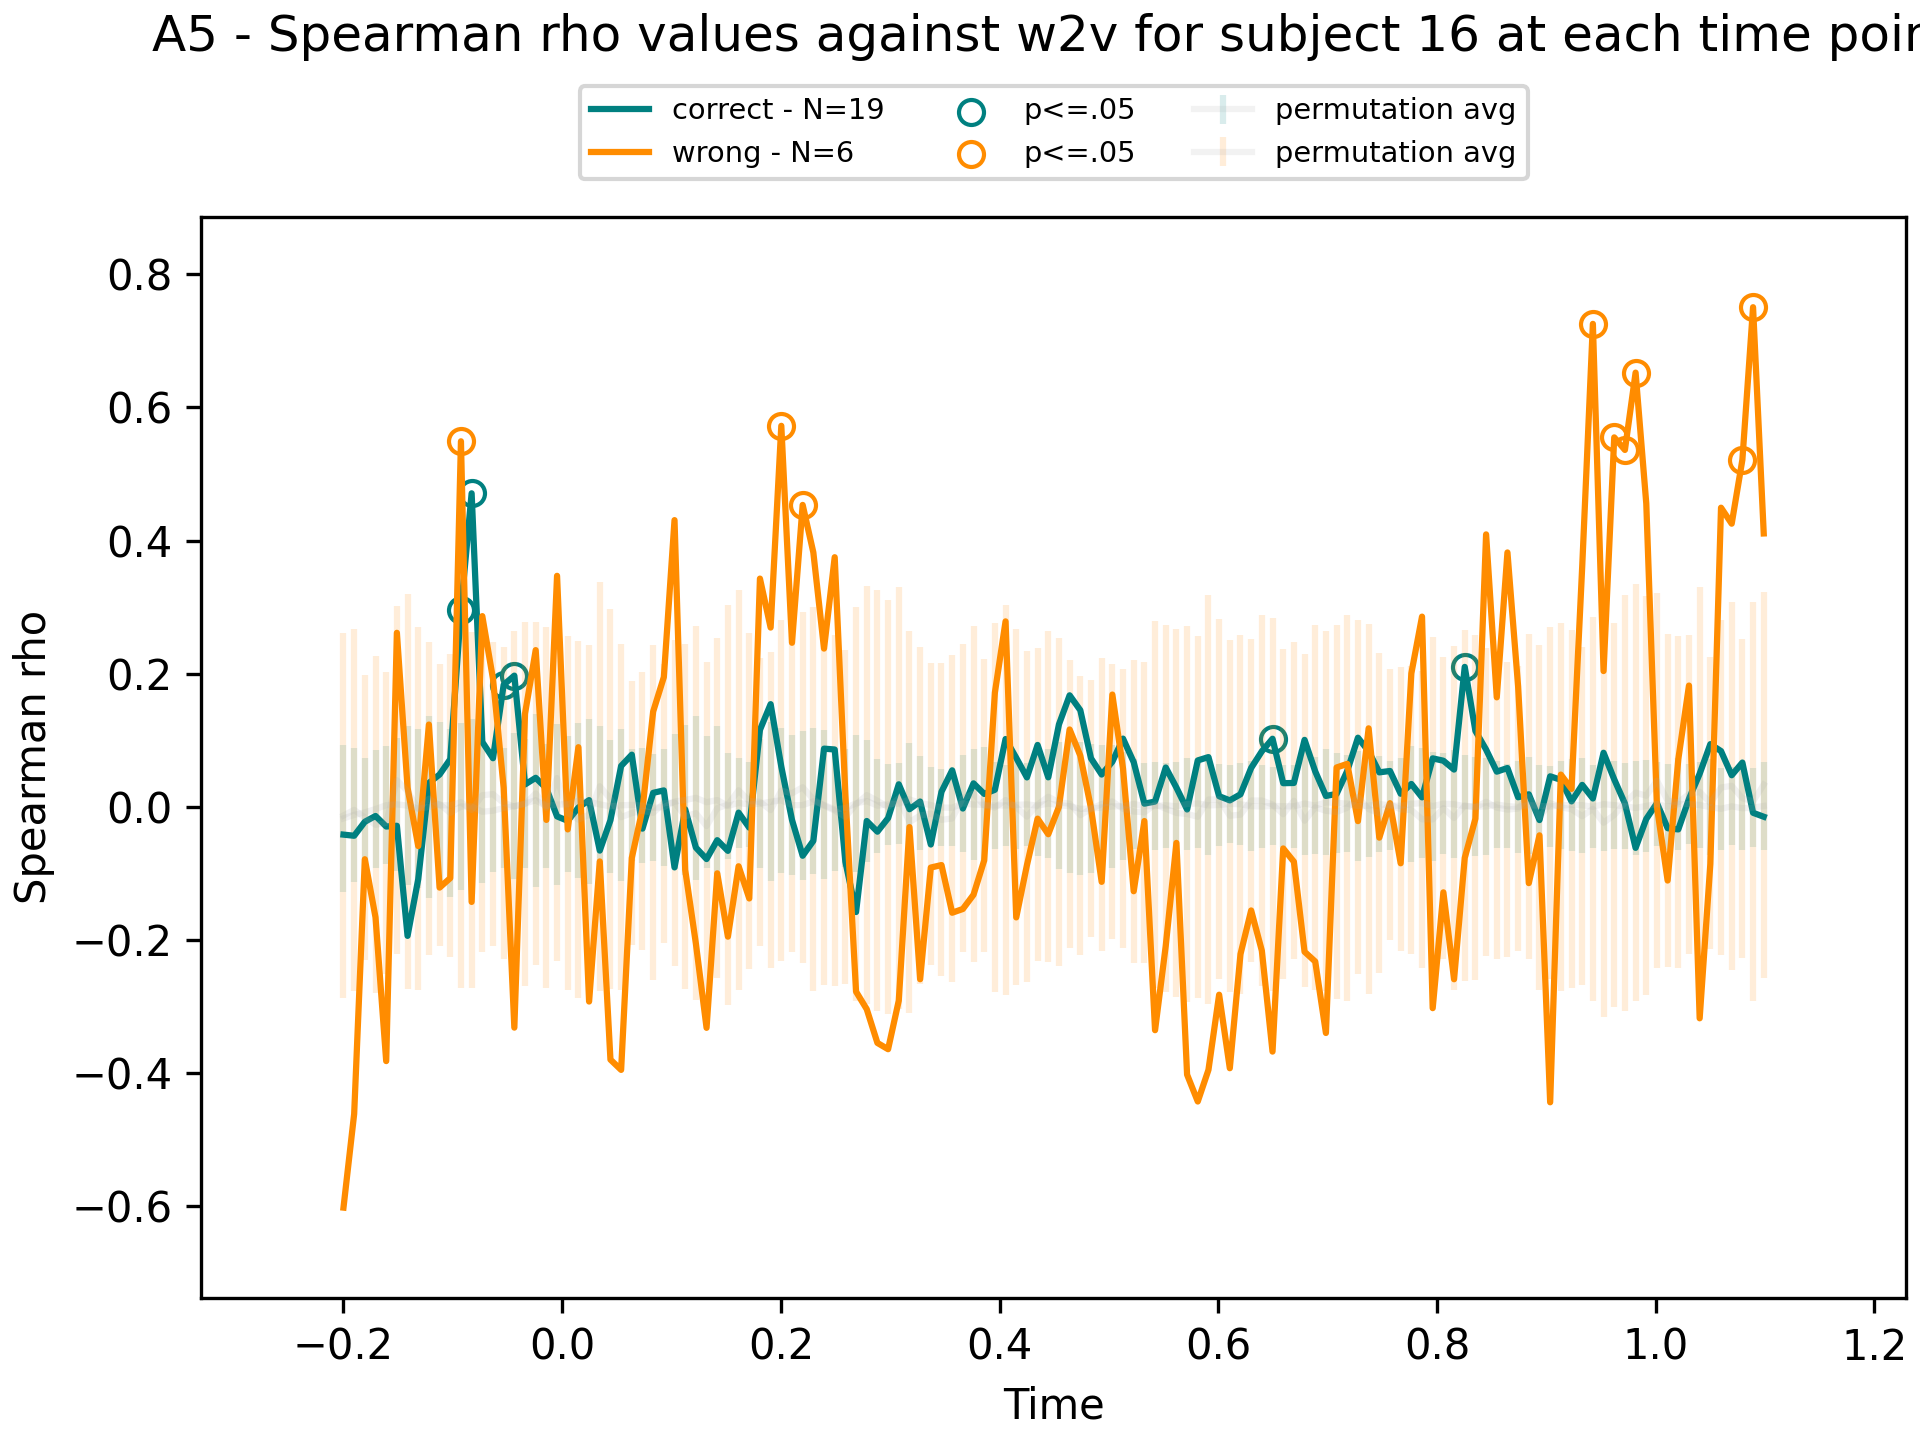 A5 - Spearman rho values against w2v for subject 16 at each time poin
correct - N=19
wrong - N=6
p<=.05
p<=.05
permutation avg
permutation avg
Spearman rho
0.8
0.6
0.4
0.2
0.0
−0.2
−0.4
−0.6
−0.2 0.0 0.2 0.4 0.6 0.8 1.0 1.2
Time